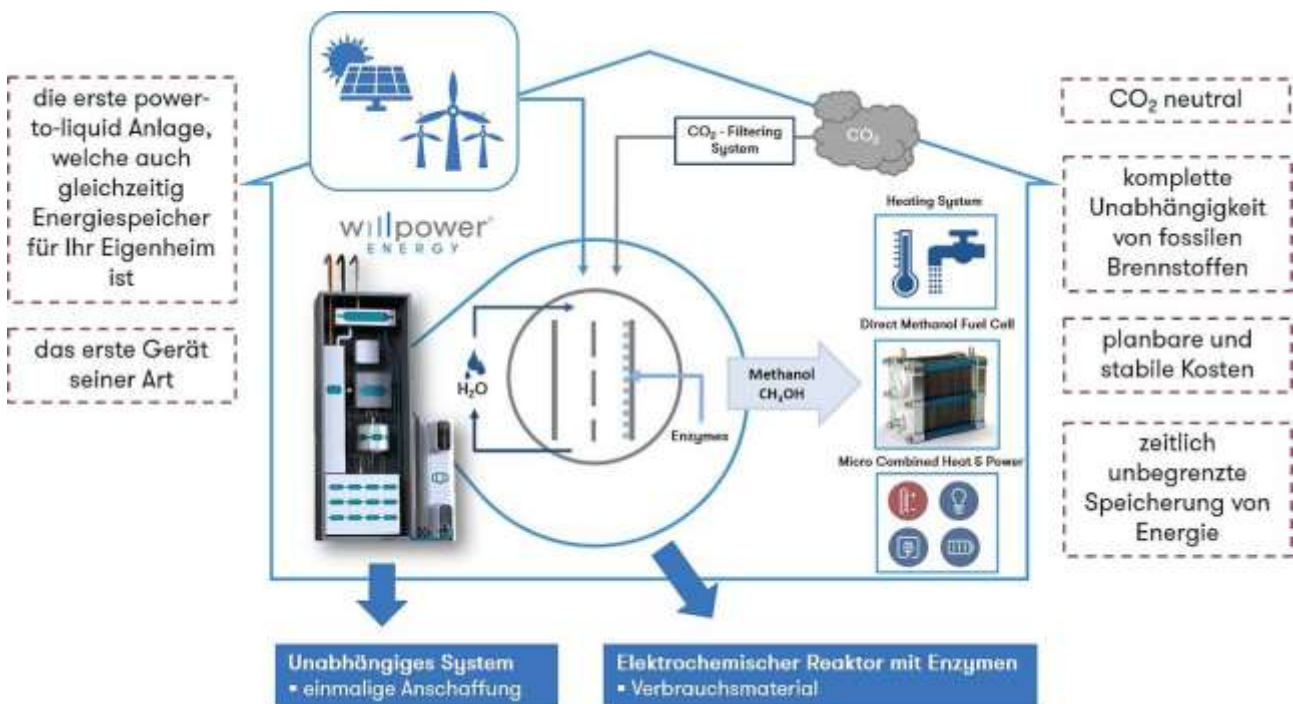 die erste power-
to-liquid Anlage,
welche auch
gleichzeitig
Energiespeicher
für Ihr Eigenheim
ist
das erste Gerät
seiner Art
willpower®
ENERGY
CO₂ - Filtering
System
CO₂
H₂O
Enzymes
Methanol
CH₃OH
Heating System
Direct Methanol Fuel Cell
Micro Combined Heat & Power
CO₂ neutral
komplette
Unabhängigkeit
von fossilen
Brennstoffen
planbare und
stabile Kosten
zeitlich
unbegrenzte
Speicherung von
Energie
Unabhängiges System
▪ einmalige Anschaffung
Elektrochemischer Reaktor mit Enzymen
▪ Verbrauchsmaterial